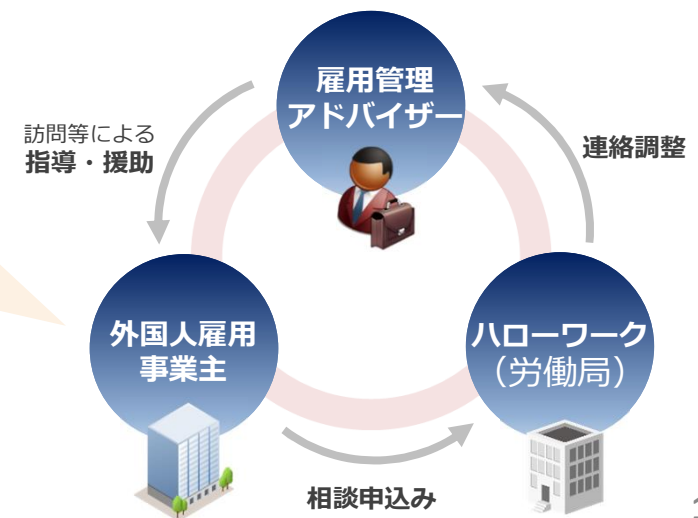 雇用管理
アドバイザー
訪問等による
指導・援助
連絡調整
外国人雇用
事業主
ハローワーク
（労働局）
相談申込み